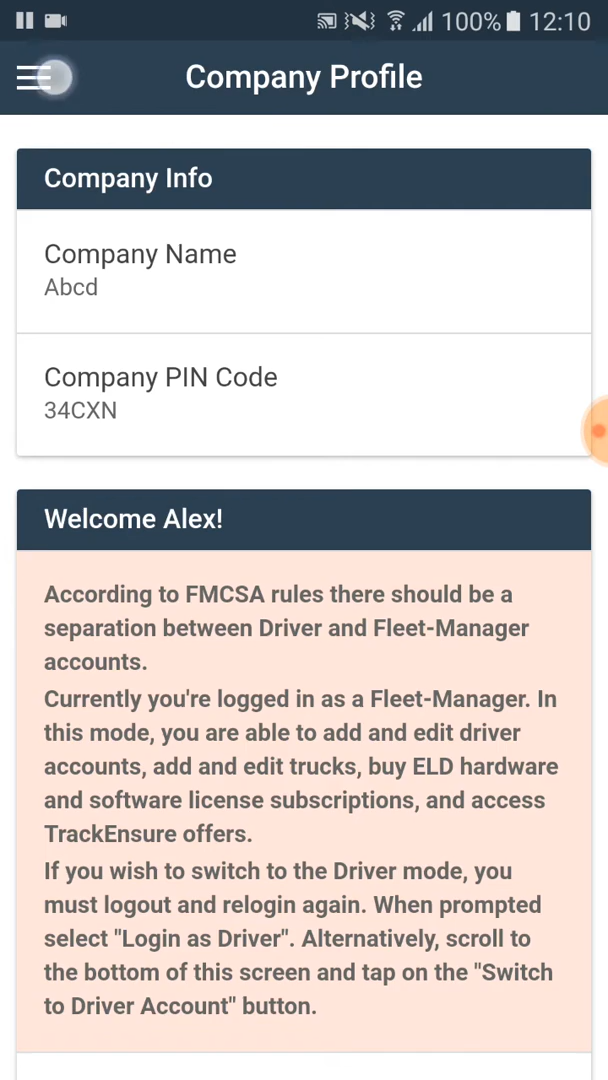 100% 12:10
Company Profile
Company Info
Company Name
Abcd
Company PIN Code
34CXN
Welcome Alex!
According to FMCSA rules there should be a
separation between Driver and Fleet-Manager
accounts.
Currently you're logged in as a Fleet-Manager. In
this mode, you are able to add and edit driver
accounts, add and edit trucks, buy ELD hardware
and software license subscriptions, and access
TrackEnsure offers.
If you wish to switch to the Driver mode, you
must logout and relogin again. When prompted
select "Login as Driver". Alternatively, scroll to
the bottom of this screen and tap on the "Switch
to Driver Account" button.